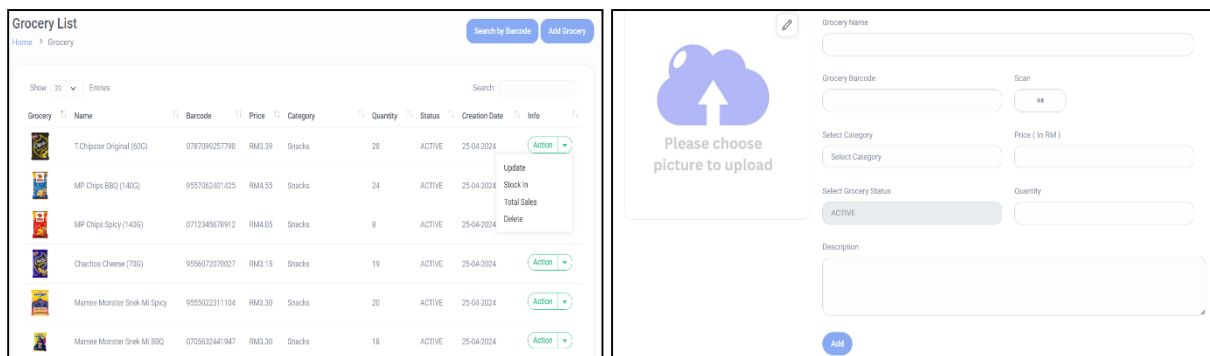 Grocery List
Home > Grocery
Search by Barcode
Add Grocery
Show 20 Entries
Search:
Grocery Name Barcode Price Category Quantity Status Creation Date Info
T.Chipster Original (60G) 0787099257798 RM3.39 Snacks 28 ACTIVE 25-04-2024 Action
Update
Stock In
Total Sales
Delete
MP Chips BBQ (140G) 9557062401425 RM4.55 Snacks 24 ACTIVE 25-04-2024
MP Chips Spicy (140G) 0712345678912 RM4.05 Snacks 8 ACTIVE 25-04-2024
Chachos Cheese (70G) 9556072070027 RM3.15 Snacks 19 ACTIVE 25-04-2024 Action
Mamee Monster Snek Mi Spicy 9555022311104 RM3.30 Snacks 20 ACTIVE 25-04-2024 Action
Mamee Monster Snek Mi BBQ 0705632441947 RM3.30 Snacks 18 ACTIVE 25-04-2024 Action
Please choose
picture to upload
Grocery Name
Grocery Barcode Scan
Select Category Price ( In RM )
Select Category
Select Grocery Status Quantity
ACTIVE
Description
Add